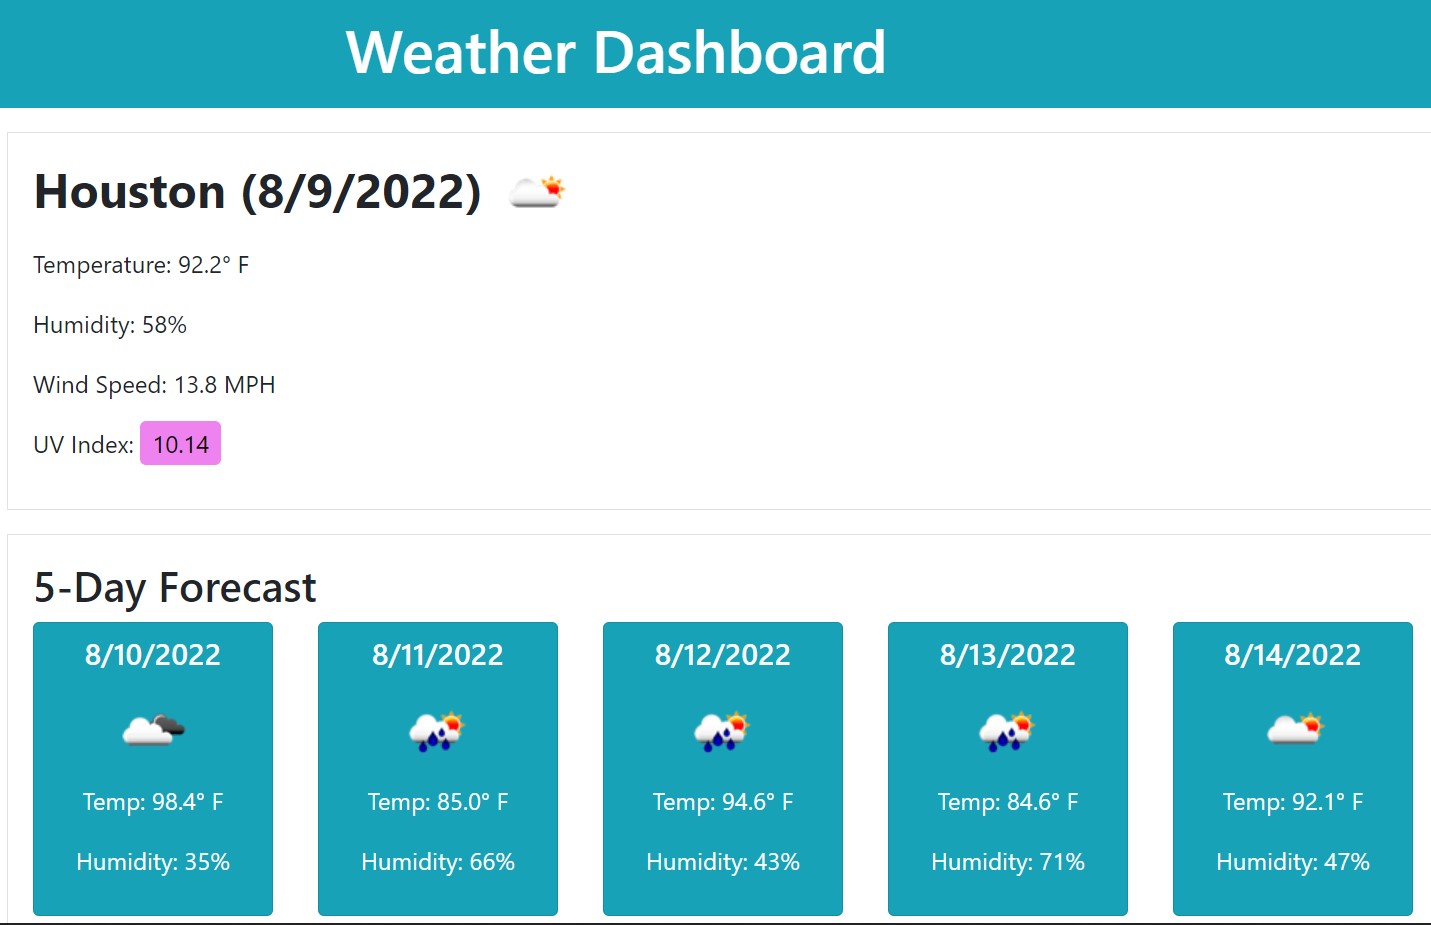 Weather Dashboard
Houston (8/9/2022)
Temperature: 92.2° F
Humidity: 58%
Wind Speed: 13.8 MPH
UV Index: 10.14
5-Day Forecast
8/10/2022
Temp: 98.4° F
Humidity: 35%
8/11/2022
Temp: 85.0° F
Humidity: 66%
8/12/2022
Temp: 94.6° F
Humidity: 43%
8/13/2022
Temp: 84.6° F
Humidity: 71%
8/14/2022
Temp: 92.1° F
Humidity: 47%